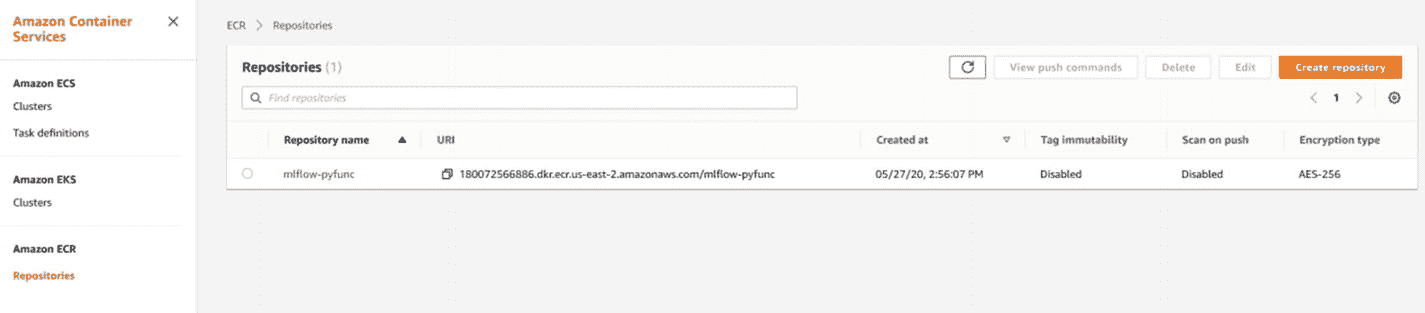 Amazon Container
Services
Amazon ECS
Clusters
Task definitions
Amazon EKS
Clusters
Amazon ECR
Repositories
ECR > Repositories
Repositories (1)
View push commands
Delete
Edit
Create repository
Find repositories
1
Repository name
URI
Created at
Tag immutability
Scan on push
Encryption type
mlflow-pyfunc
180072566886.dkr.ecr.us-east-2.amazonaws.com/mlflow-pyfunc
05/27/20, 2:56:07 PM
Disabled
Disabled
AES-256